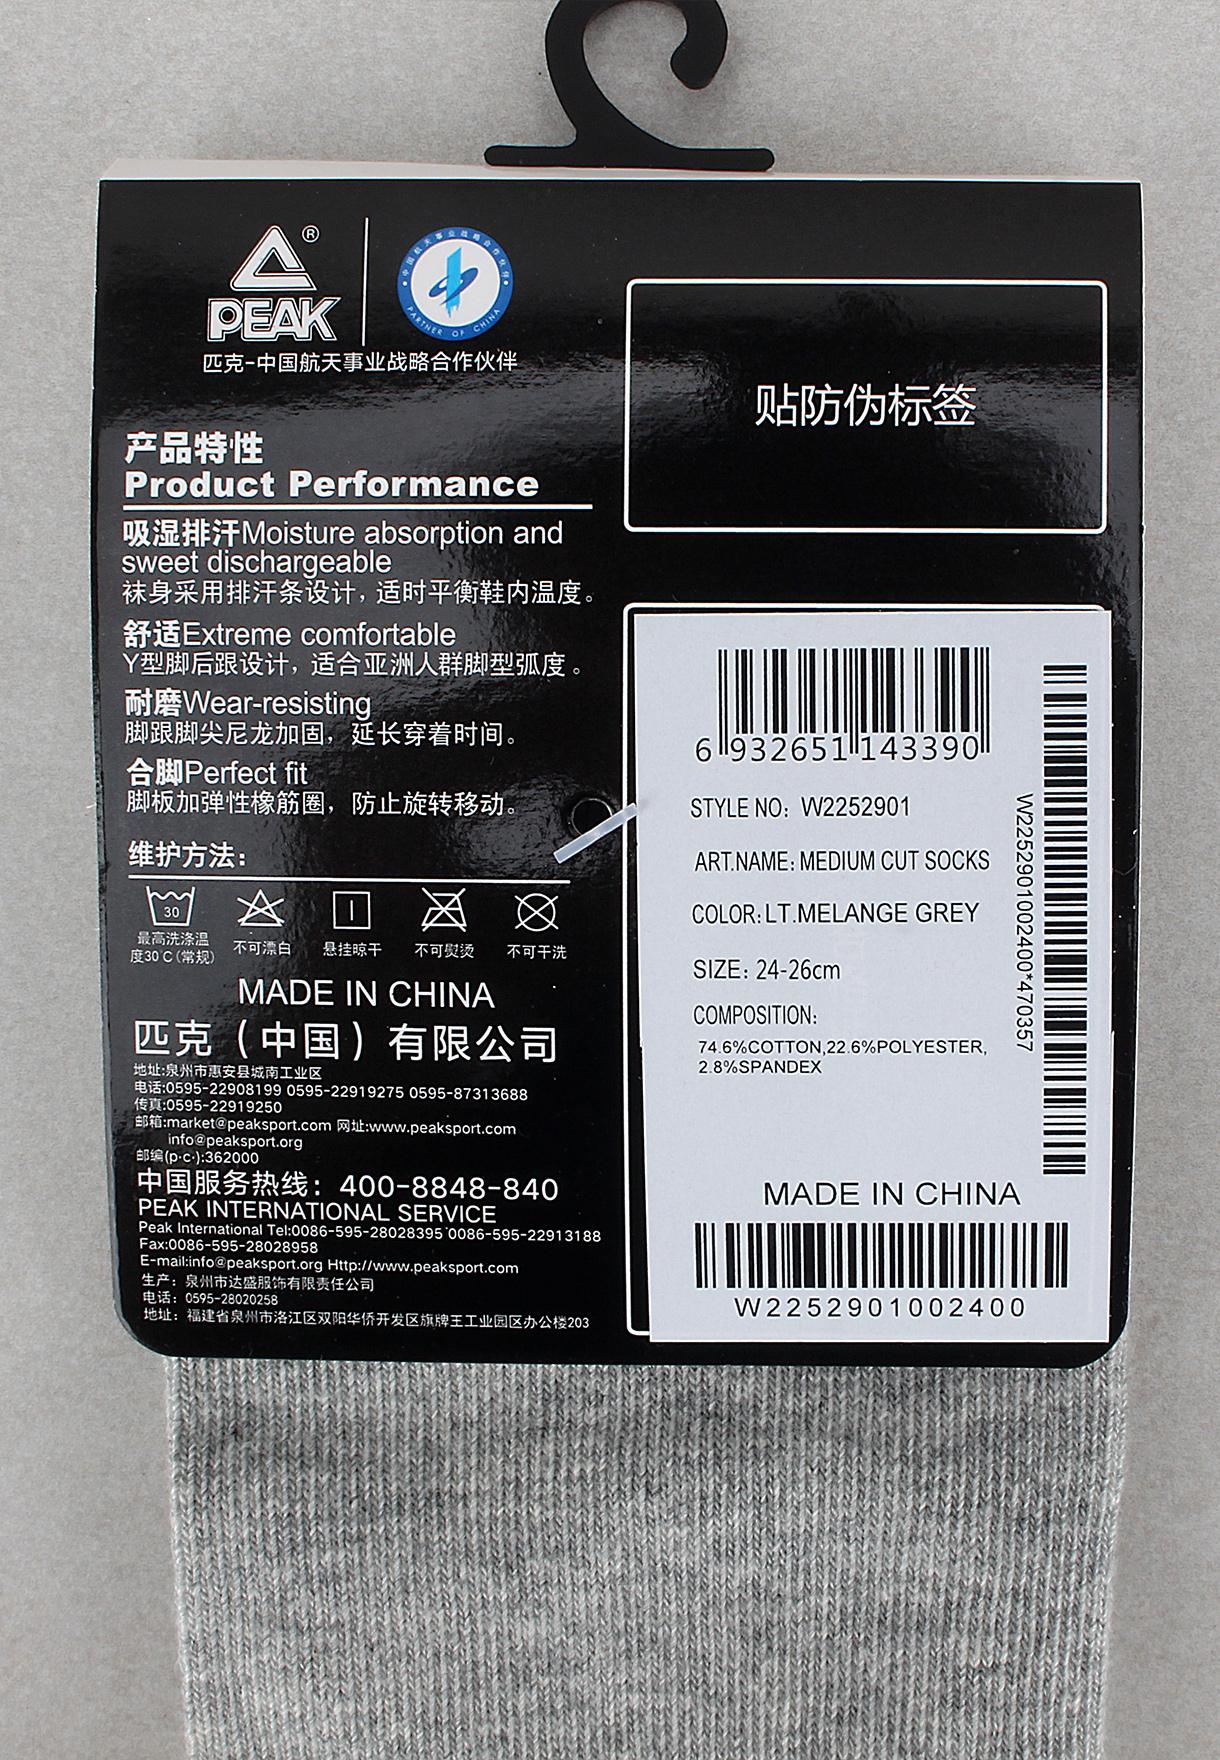 PEAK®
中国航天事业战略合作伙伴
PARTNER OF CHINA
匹克-中国航天事业战略合作伙伴
产品特性
Product Performance
吸湿排汗Moisture absorption and
sweet dischargeable
袜身采用排汗条设计，适时平衡鞋内温度。
舒适Extreme comfortable
Y型脚后跟设计，适合亚洲人群脚型弧度。
耐磨Wear-resisting
脚跟脚尖尼龙加固，延长穿着时间。
合脚Perfect fit
脚板加弹性橡筋圈，防止旋转移动。
维护方法：
30
最高洗涤温
度30℃(常规)
不可漂白
悬挂晾干
不可熨烫
不可干洗
MADE IN CHINA
匹克（中国）有限公司
地址:泉州市惠安县城南工业区
电话:0595-22908199 0595-22919275 0595-87313688
传真:0595-22919250
邮箱:market@peaksport.com 网址:www.peaksport.com
info@peaksport.org
邮编(p·c·):362000
中国服务热线：400-8848-840
PEAK INTERNATIONAL SERVICE
Peak International Tel:0086-595-28028395 0086-595-22913188
Fax:0086-595-28028958
E-mail:info@peaksport.org Http://www.peaksport.com
生产：泉州市达盛服饰有限责任公司
电话：0595-28020258
地址：福建省泉州市洛江区双阳华侨开发区旗牌王工业园区办公楼203
贴防伪标签
6 932651 143390
STYLE NO: W2252901
ART.NAME: MEDIUM CUT SOCKS
COLOR: LT.MELANGE GREY
SIZE: 24-26cm
COMPOSITION:
74.6%COTTON,22.6%POLYESTER,
2.8%SPANDEX
W2252901002400*470357
MADE IN CHINA
W2252901002400